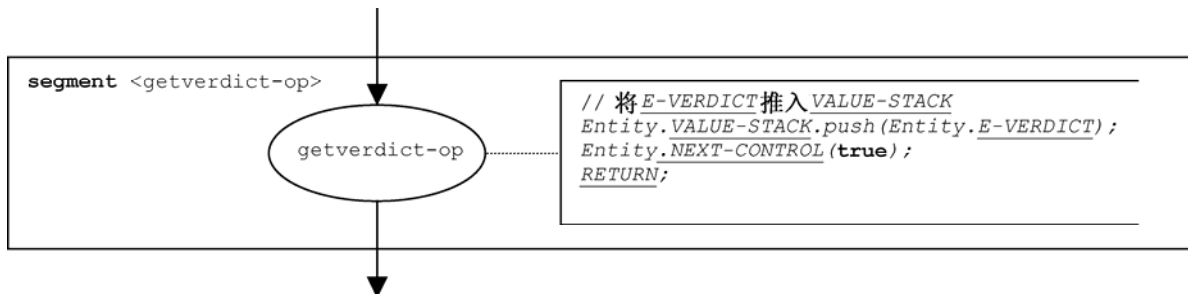 segment <getverdict-op>
getverdict-op
// 将E-VERDICT推入VALUE-STACK
Entity.VALUE-STACK.push(Entity.E-VERDICT);
Entity.NEXT-CONTROL(true);
RETURN;